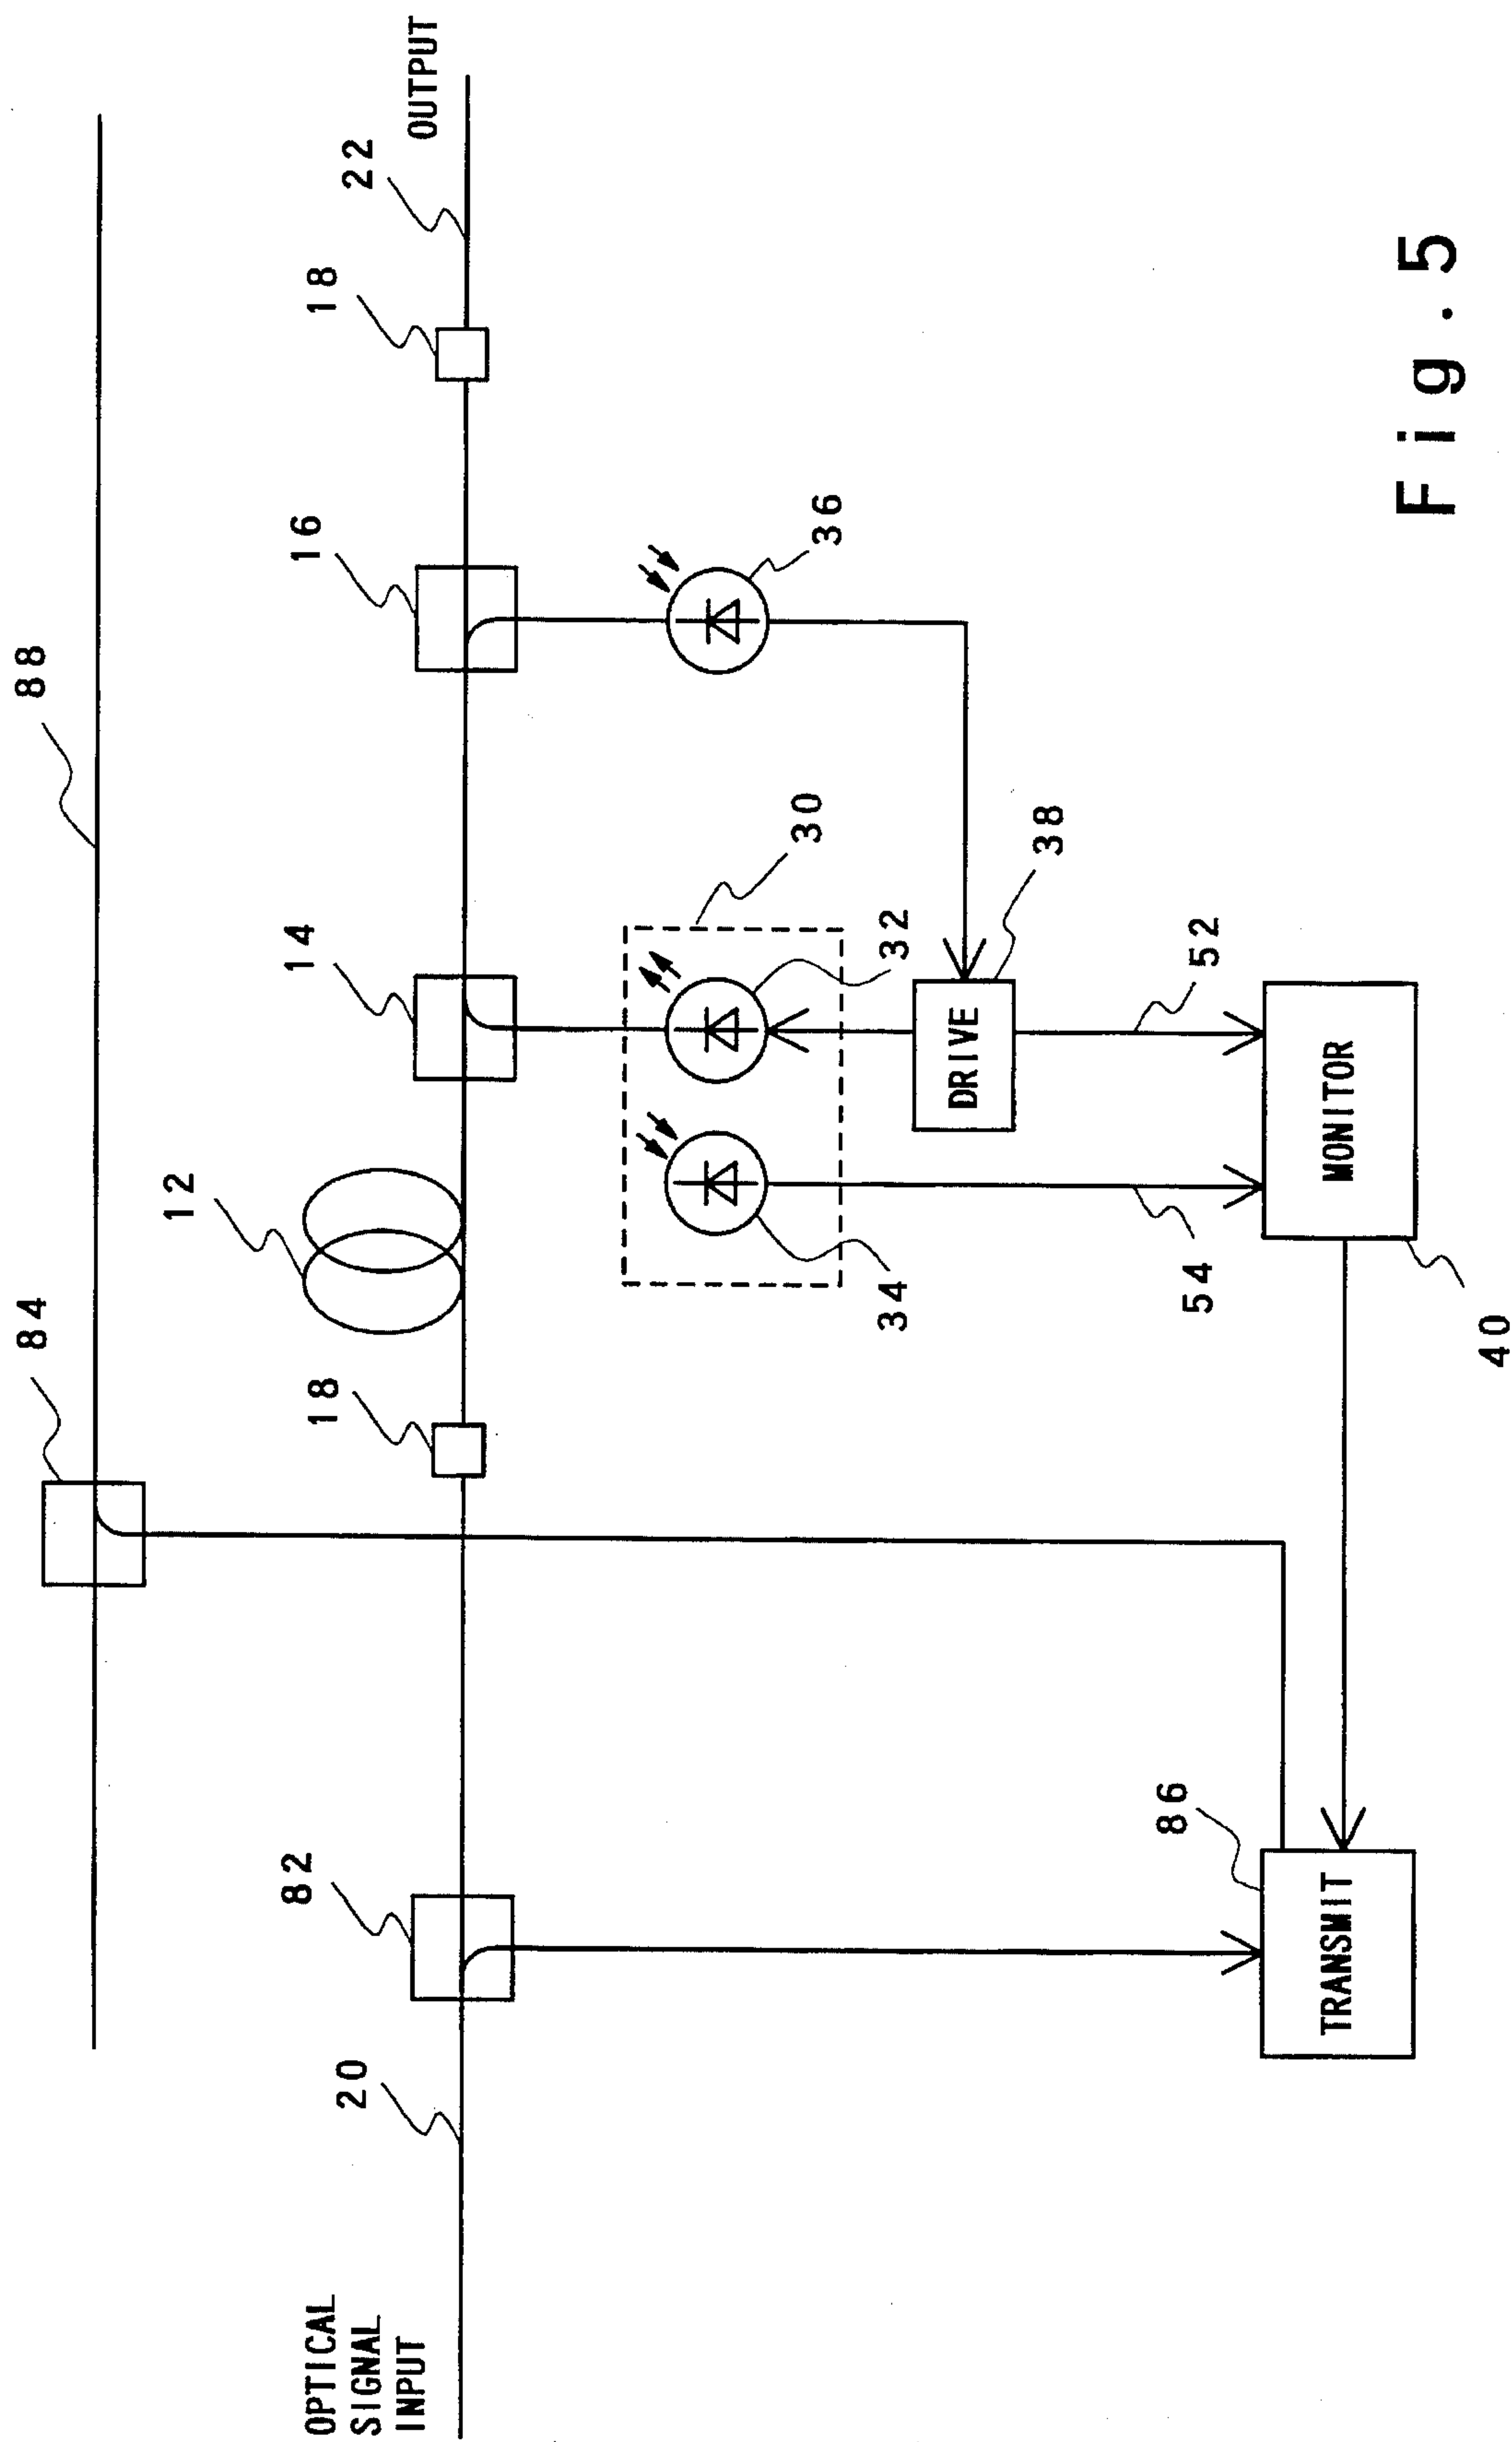 88
84
OPTICAL
SIGNAL
INPUT
20
82
18
12
14
16
18
22
OUTPUT
30
34
32
36
DRIVE
38
54
52
86
TRANSMIT
MONITOR
40
Fig.5